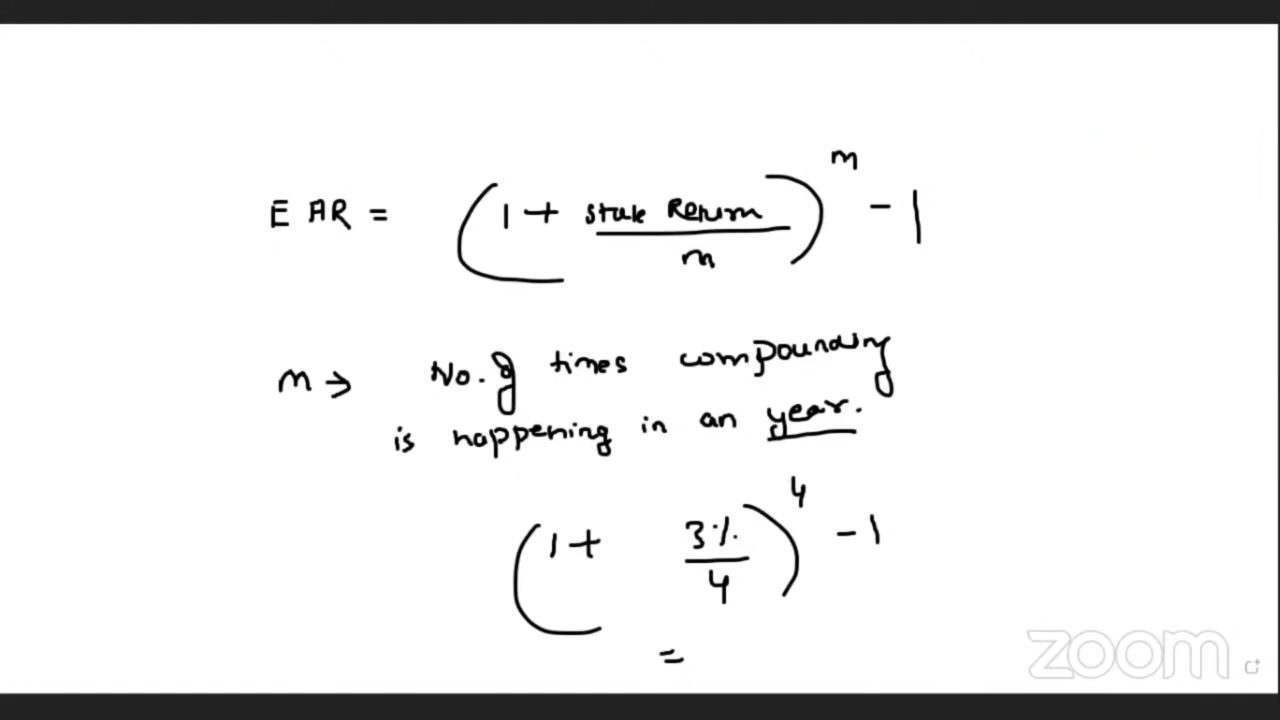 EAR = (1 + State Return / m)^m - 1
m → No. of times compounding
is happening in an year.
(1 + 3% / 4)^4 - 1
=
zoom